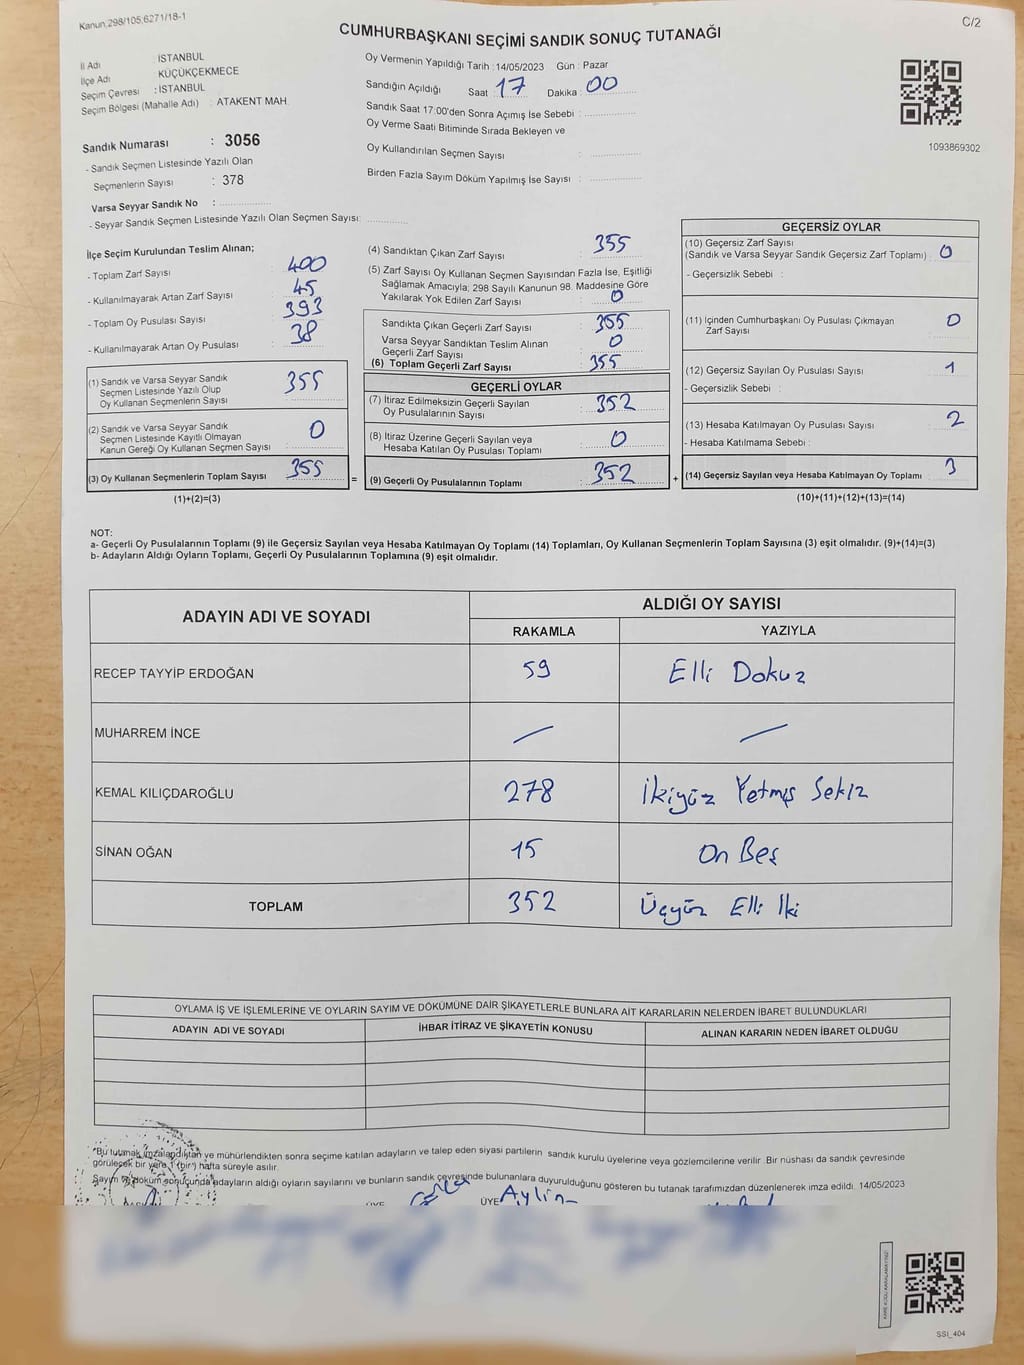 Kanun,298/105,6271/18-1
C/2
CUMHURBAŞKANI SEÇİMİ SANDIK SONUÇ TUTANAĞI
İl Adı : İSTANBUL
İlçe Adı KÜÇÜKÇEKMECE
Seçim Çevresi : İSTANBUL
Seçim Bölgesi (Mahalle Adı) : ATAKENT MAH.
Sandık Numarası : 3056
- Sandık Seçmen Listesinde Yazılı Olan
Seçmenlerin Sayısı : 378
Varsa Seyyar Sandık No :
- Seyyar Sandık Seçmen Listesinde Yazılı Olan Seçmen Sayısı:
Oy Vermenin Yapıldığı Tarih : 14/05/2023 Gün : Pazar
Sandığın Açıldığı Saat : 17 Dakika : 00
Sandık Saat 17:00'den Sonra Açımış İse Sebebi :
Oy Verme Saati Bitiminde Sırada Bekleyen ve
Oy Kullandırılan Seçmen Sayısı :
Birden Fazla Sayım Döküm Yapılmış İse Sayısı :
1093869302
İlçe Seçim Kurulundan Teslim Alınan;
- Toplam Zarf Sayısı : 400
- Kullanılmayarak Artan Zarf Sayısı : 45
- Toplam Oy Pusulası Sayısı : 393
- Kullanılmayarak Artan Oy Pusulası : 38
(1) Sandık ve Varsa Seyyar Sandık
Seçmen Listesinde Yazılı Olup
Oy Kullanan Seçmenlerin Sayısı : 355
(2) Sandık ve Varsa Seyyar Sandık
Seçmen Listesinde Kayıtlı Olmayan
Kanun Gereği Oy Kullanan Seçmen Sayısı : 0
(3) Oy Kullanan Seçmenlerin Toplam Sayısı : 355
(1)+(2)=(3)
=
(4) Sandıktan Çıkan Zarf Sayısı : 355
(5) Zarf Sayısı Oy Kullanan Seçmen Sayısından Fazla İse, Eşitliği
Sağlamak Amacıyla; 298 Sayılı Kanunun 98. Maddesine Göre
Yakılarak Yok Edilen Zarf Sayısı : 0
Sandıkta Çıkan Geçerli Zarf Sayısı : 355
Varsa Seyyar Sandıktan Teslim Alınan
Geçerli Zarf Sayısı : 0
(6) Toplam Geçerli Zarf Sayısı : 355
GEÇERLİ OYLAR
(7) İtiraz Edilmeksizin Geçerli Sayılan
Oy Pusulalarının Sayısı : 352
(8) İtiraz Üzerine Geçerli Sayılan veya
Hesaba Katılan Oy Pusulası Toplamı : 0
(9) Geçerli Oy Pusulalarının Toplamı : 352
+
GEÇERSİZ OYLAR
(10) Geçersiz Zarf Sayısı
(Sandık ve Varsa Seyyar Sandık Geçersiz Zarf Toplamı) : 0
- Geçersizlik Sebebi :
(11) İçinden Cumhurbaşkanı Oy Pusulası Çıkmayan
Zarf Sayısı : 0
(12) Geçersiz Sayılan Oy Pusulası Sayısı : 1
- Geçersizlik Sebebi :
(13) Hesaba Katılmayan Oy Pusulası Sayısı : 2
- Hesaba Katılmama Sebebi :
(14) Geçersiz Sayılan veya Hesaba Katılmayan Oy Toplamı : 3
(10)+(11)+(12)+(13)=(14)
NOT:
a- Geçerli Oy Pusulalarının Toplamı (9) ile Geçersiz Sayılan veya Hesaba Katılmayan Oy Toplamı (14) Toplamları, Oy Kullanan Seçmenlerin Toplam Sayısına (3) eşit olmalıdır. (9)+(14)=(3)
b- Adayların Aldığı Oyların Toplamı, Geçerli Oy Pusulalarının Toplamına (9) eşit olmalıdır.
ADAYIN ADI VE SOYADI ALDIĞI OY SAYISI
RAKAMLA YAZIYLA
RECEP TAYYİP ERDOĞAN 59 Elli Dokuz
MUHARREM İNCE — —
KEMAL KILIÇDAROĞLU 278 İkiyüz Yetmiş Sekiz
SİNAN OĞAN 15 On Beş
TOPLAM 352 Üçyüz Elli İki
OYLAMA İŞ VE İŞLEMLERİNE VE OYLARIN SAYIM VE DÖKÜMÜNE DAİR ŞİKAYETLERLE BUNLARA AİT KARARLARIN NELERDEN İBARET BULUNDUKLARI
ADAYIN ADI VE SOYADI İHBAR İTİRAZ VE ŞİKAYETİN KONUSU ALINAN KARARIN NEDEN İBARET OLDUĞU
"Bu tutanak imzalandıktan ve mühürlendikten sonra seçime katılan adayların ve talep eden siyasi partilerin sandık kurulu üyelerine veya gözlemcilerine verilir .Bir nüshası da sandık çevresinde
görülecek bir yere 1 (bir) hafta süreyle asılır.
Sayım ve döküm sonucunda adayların aldığı oyların sayılarını ve bunların sandık çevresinde bulunanlara duyurulduğunu gösteren bu tutanak tarafımızdan düzenlenerek imza edildi. 14/05/2023
ÜYE ÜYE Aylin
SSI_404